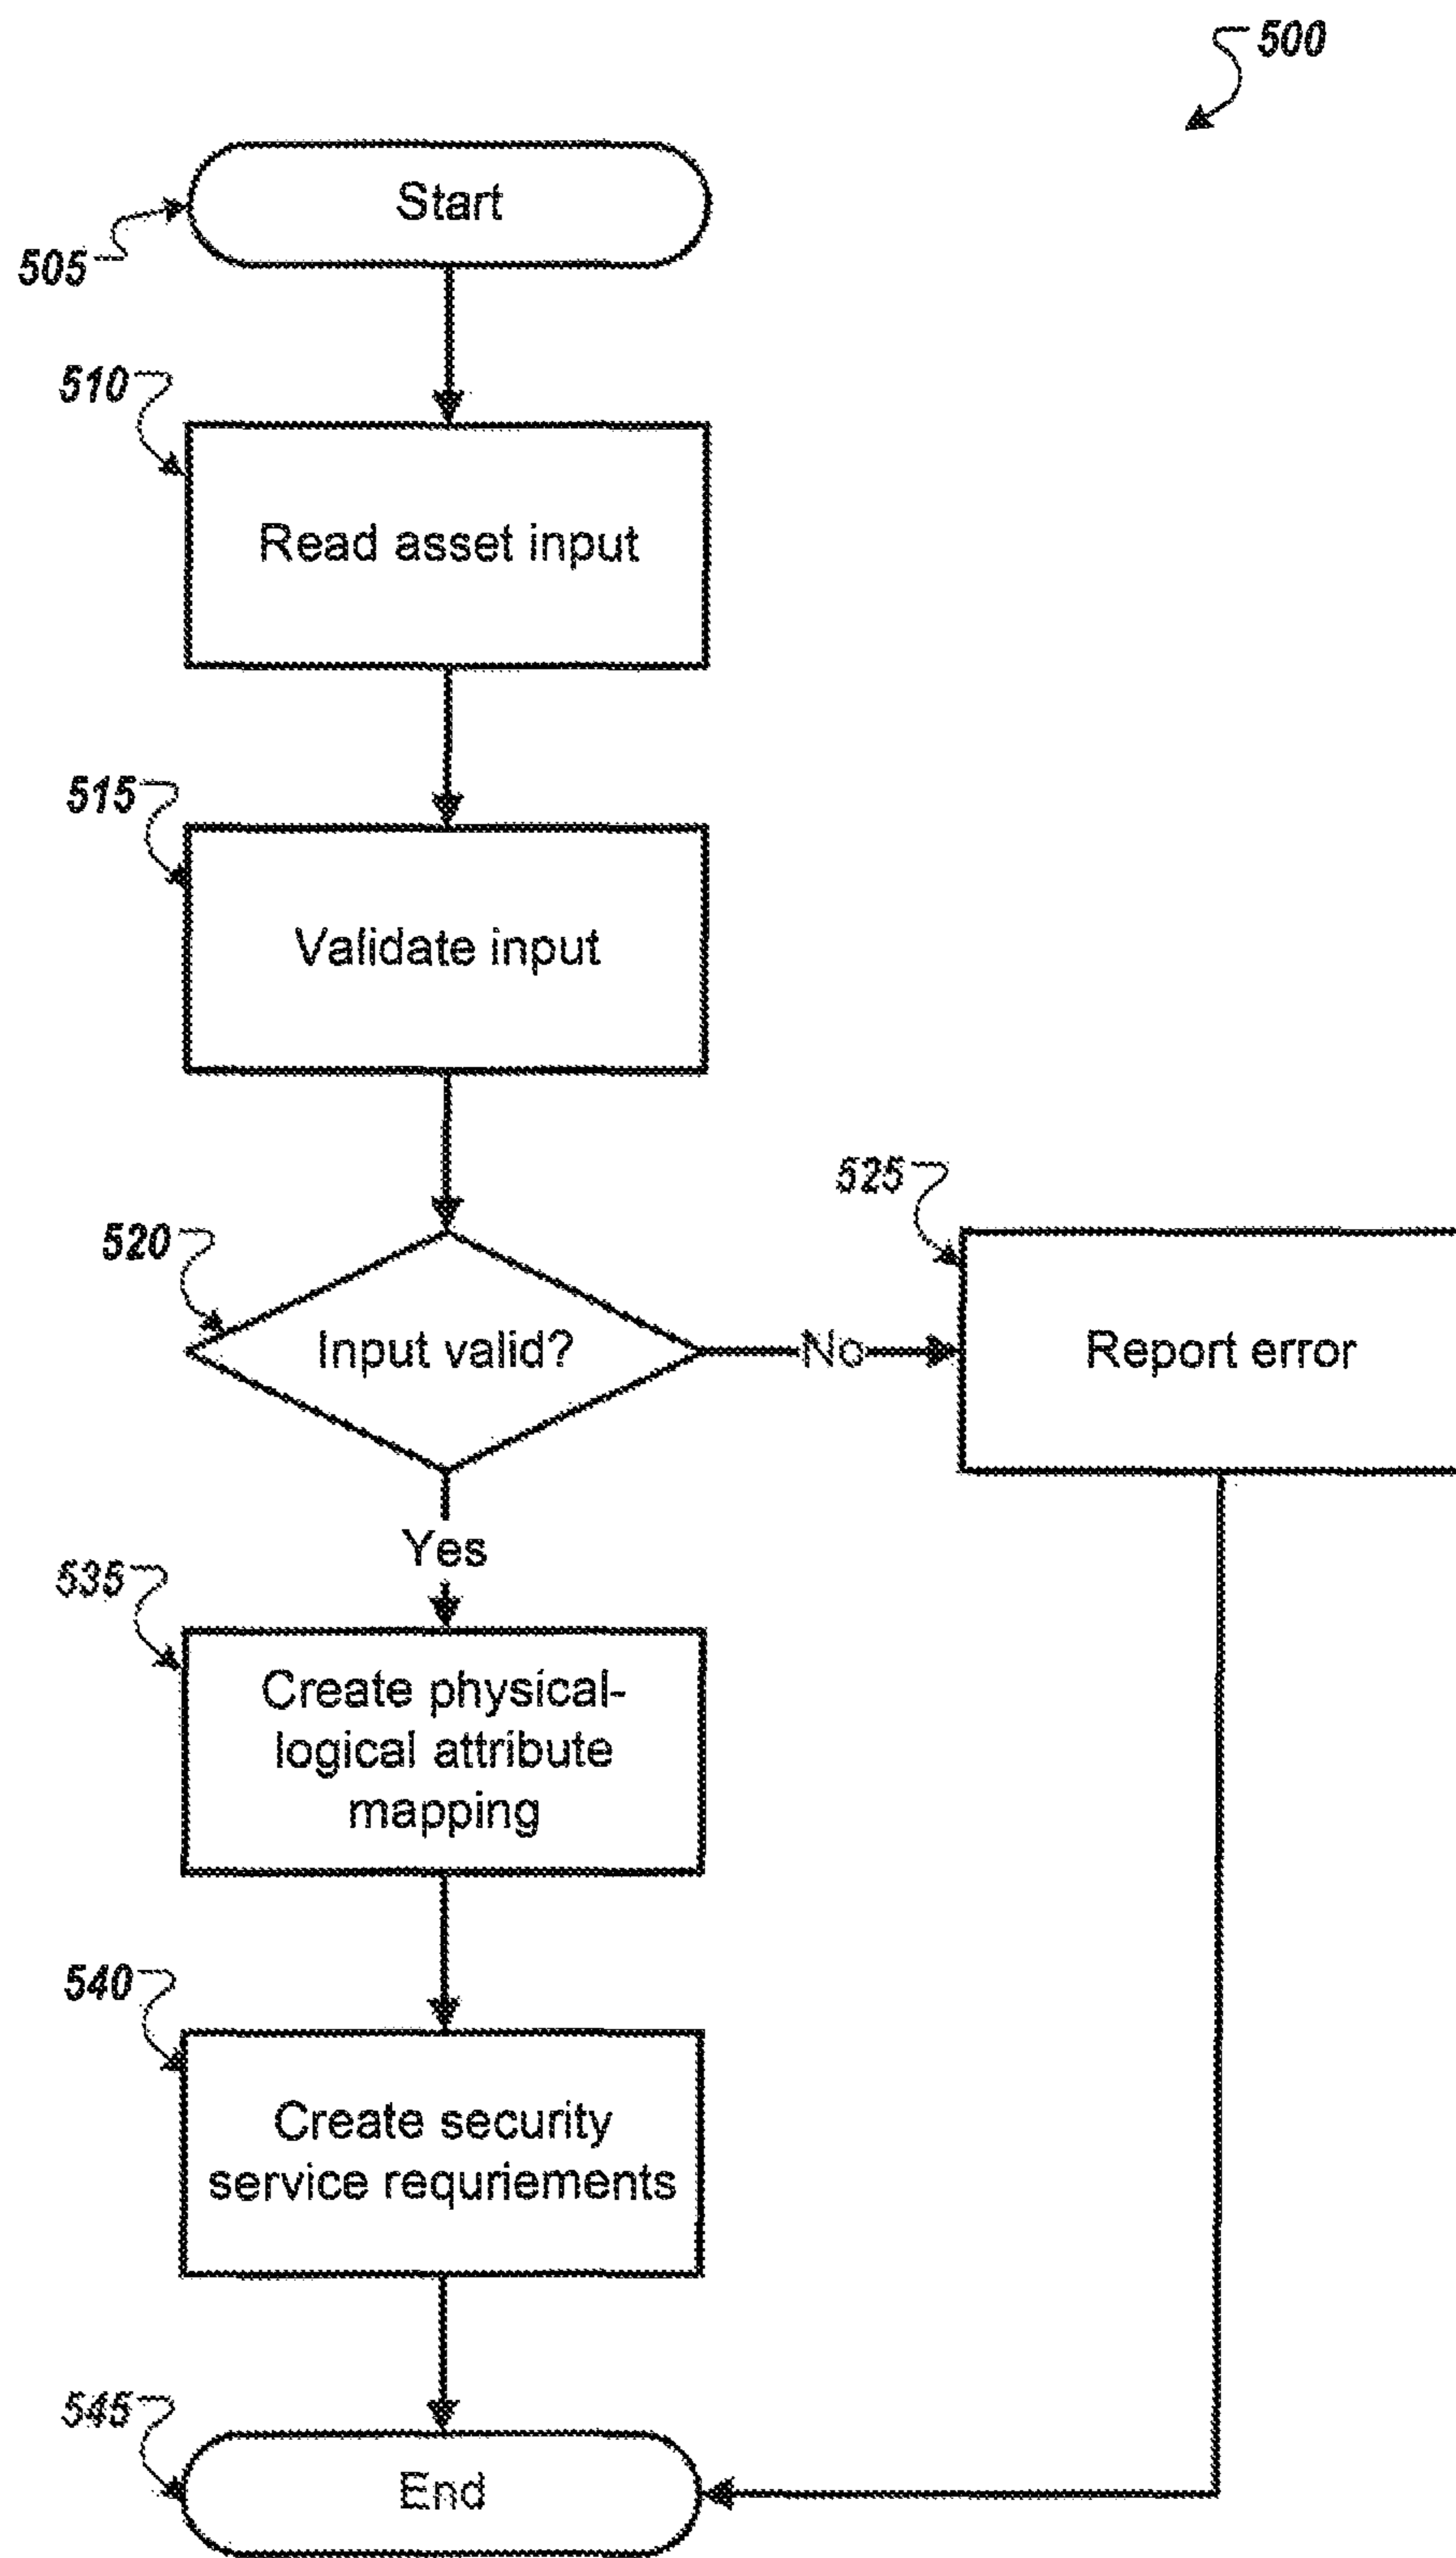 500
Start
505
510
Read asset input
515
Validate input
525
520
Input valid?
No
Report error
Yes
535
Create physical-
logical attribute
mapping
540
Create security
service requriements
545
End